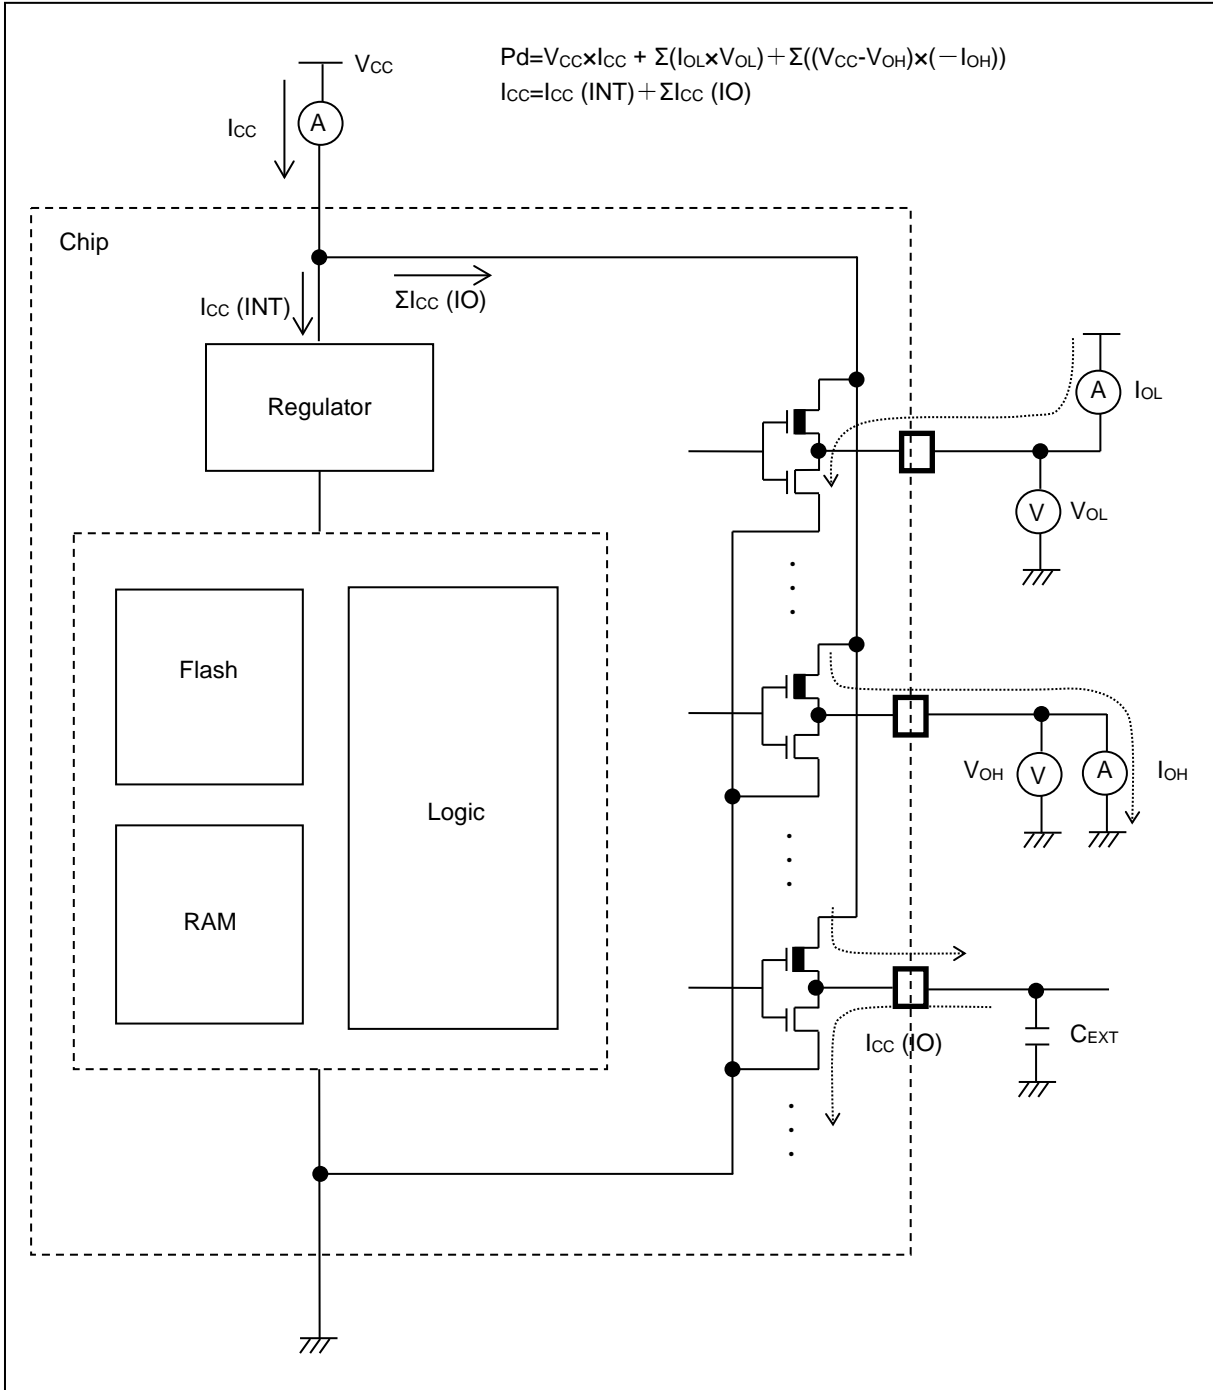 Pd=VCC×ICC + Σ(IOL×VOL)+Σ((VCC-VOH)×(-IOH))
ICC=ICC (INT)+ΣICC (IO)
VCC
A
ICC
Chip
ICC (INT)
ΣICC (IO)
Regulator
A
IOL
V
VOL
Flash
Logic
RAM
VOH
V
A
IOH
ICC (IO)
CEXT